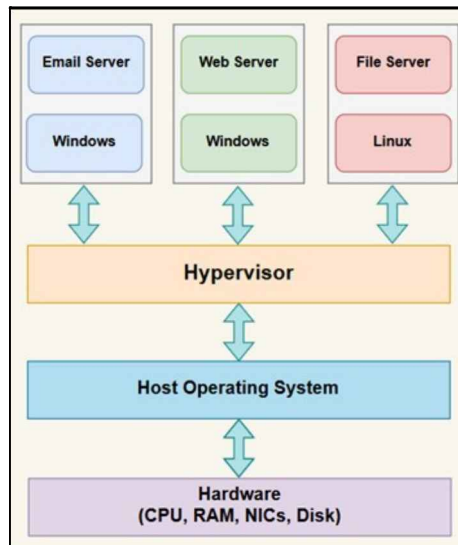 Email Server
Web Server
File Server
Windows
Windows
Linux
Hypervisor
Host Operating System
Hardware
(CPU, RAM, NICs, Disk)